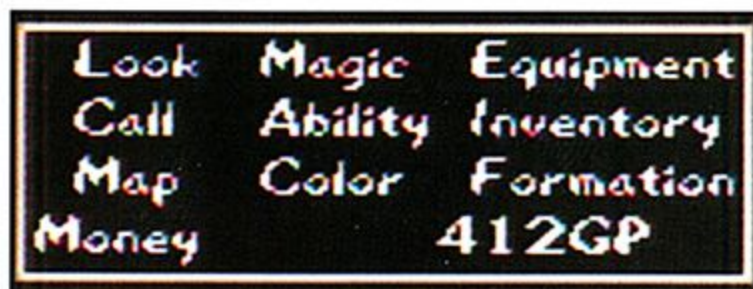 Look Magic Equipment
Call Ability Inventory
Map Color Formation
Money 412GP